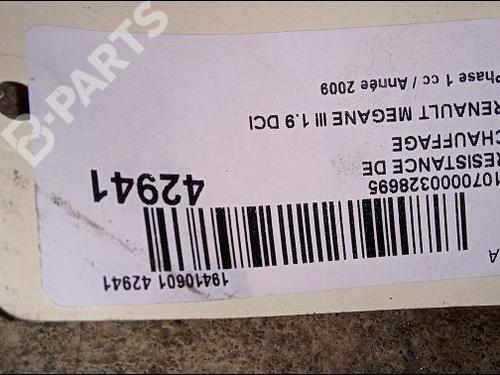 A
19410601 42941
1070000328695
RESISTANCE DE
CHAUFFAGE
42941
RENAULT MEGANE III 1.9 DCI
Phase 1 cc / Année 2009
B-PARTS